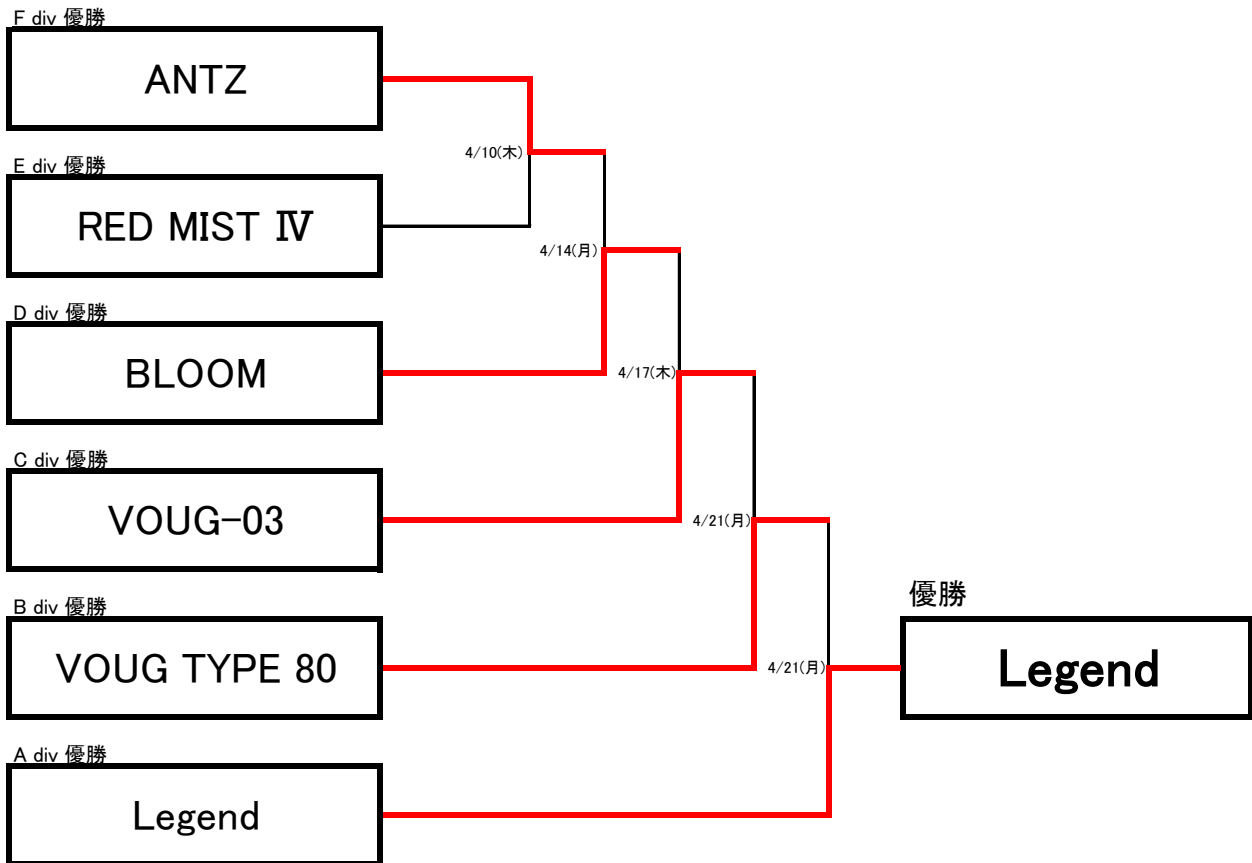 F div 優勝
ANTZ
4/10(木)
E div 優勝
RED MIST Ⅳ
4/14(月)
D div 優勝
BLOOM
4/17(木)
C div 優勝
VOUG-03
4/21(月)
B div 優勝
VOUG TYPE 80
4/21(月)
優勝
Legend
A div 優勝
Legend